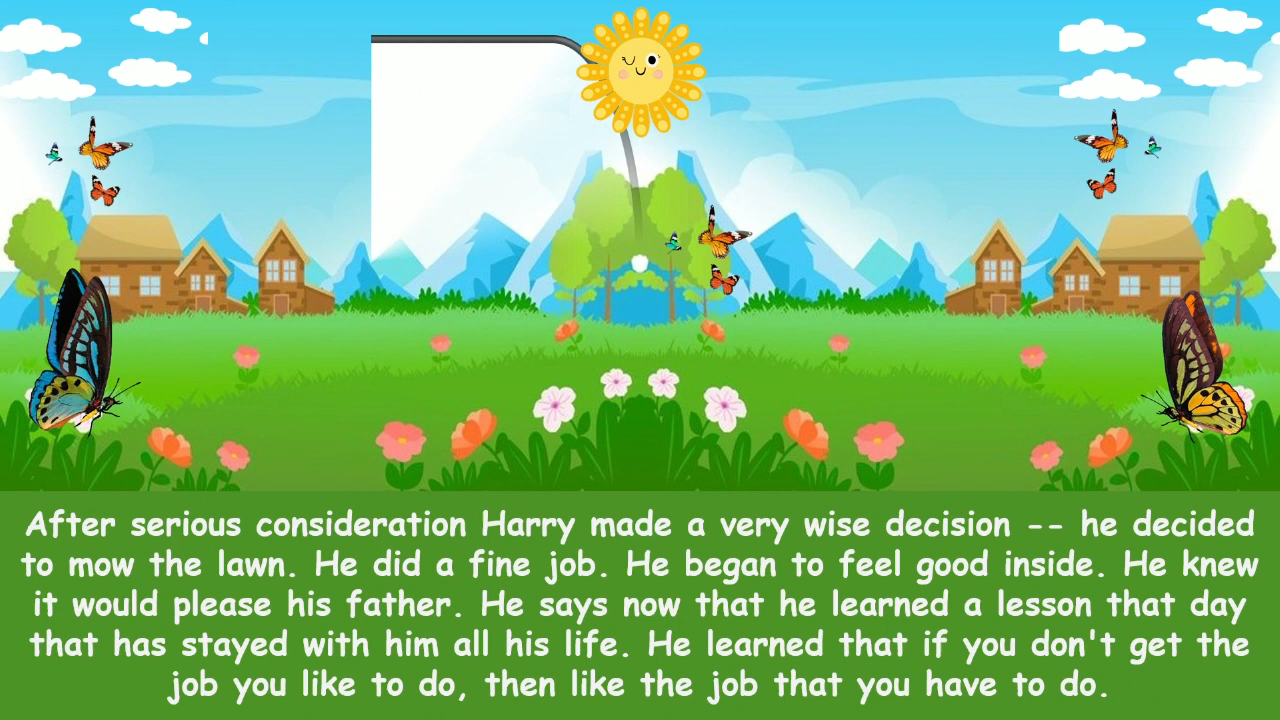 After serious consideration Harry made a very wise decision -- he decided
to mow the lawn. He did a fine job. He began to feel good inside. He knew
it would please his father. He says now that he learned a lesson that day
that has stayed with him all his life. He learned that if you don't get the
job you like to do, then like the job that you have to do.